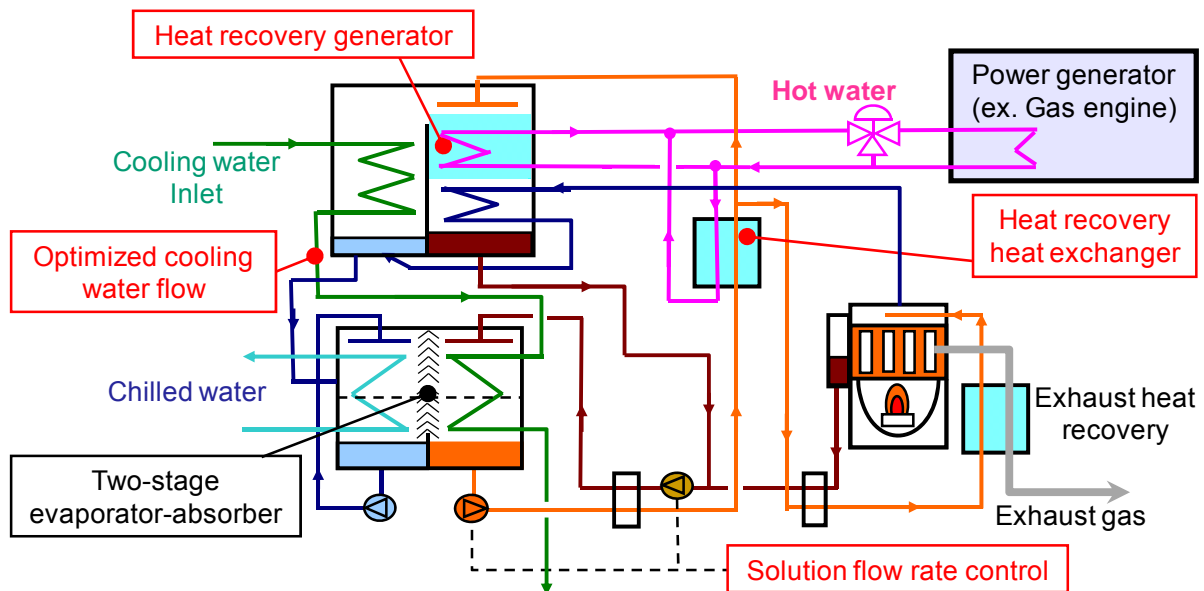 Heat recovery generator
Power generator
(ex. Gas engine)
Hot water
Cooling water
Inlet
Heat recovery
heat exchanger
Optimized cooling
water flow
Chilled water
Exhaust heat
recovery
Two-stage
evaporator-absorber
Exhaust gas
Solution flow rate control